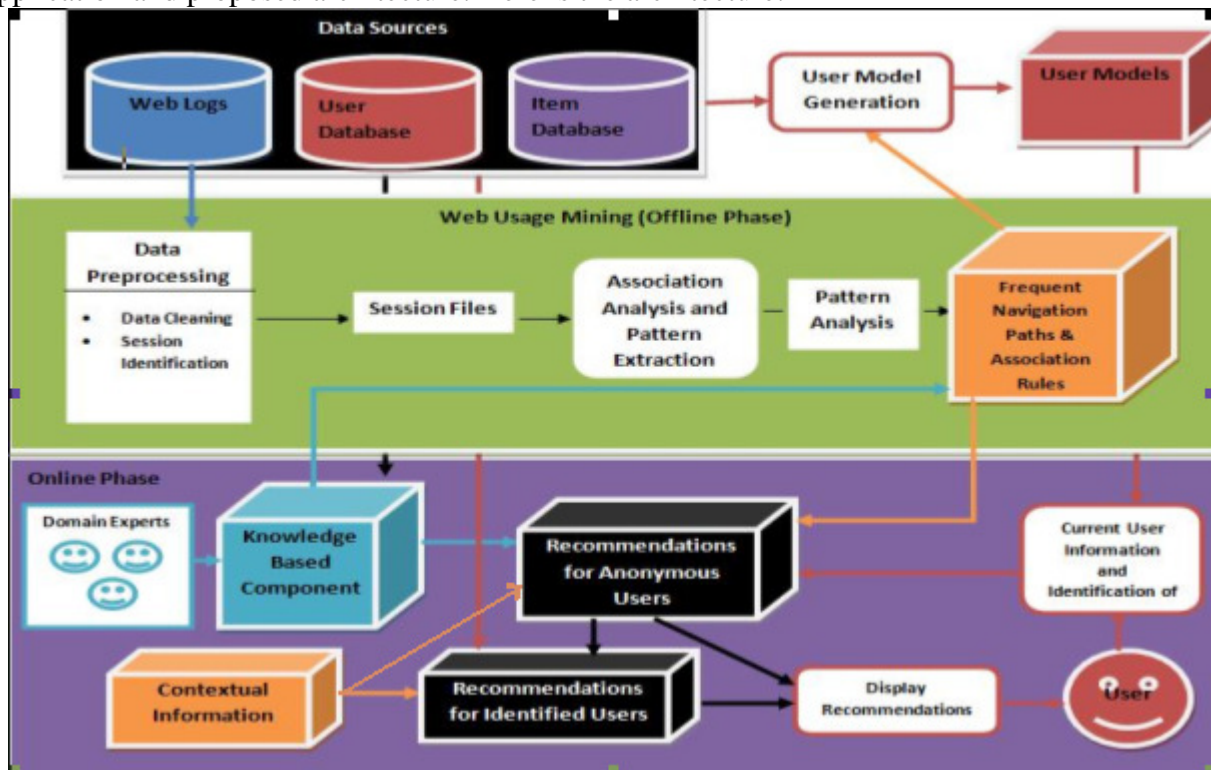 Data Sources
Web Logs
User
Database
Item
Database
User Model
Generation
User Models
Web Usage Mining (Offline Phase)
Data
Preprocessing
• Data Cleaning
• Session
Identification
Session Files
Association
Analysis and
Pattern
Extraction
Pattern
Analysis
Frequent
Navigation
Paths &
Association
Rules
Online Phase
Domain Experts
Knowledge
Based
Component
Recommendations
for Anonymous
Users
Current User
Information
and
Identification of
Contextual
Information
Recommendations
for Identified Users
Display
Recommendations
User